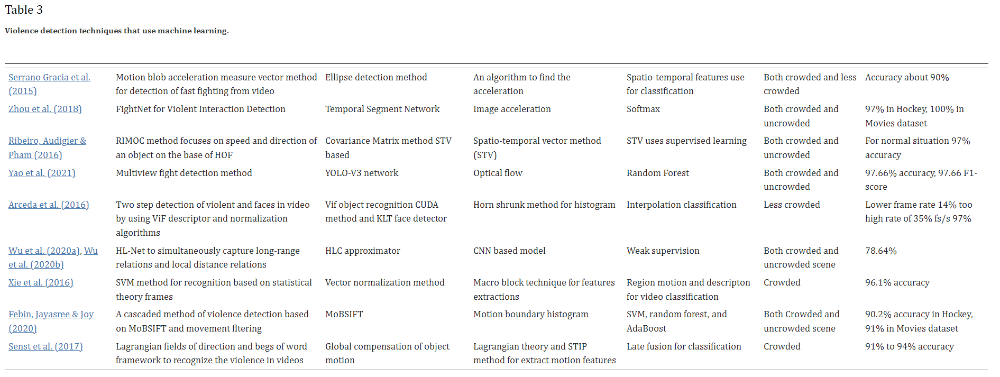 Table 3
Violence detection techniques that use machine learning.
Serrano Gracia et al. (2015) Motion blob acceleration measure vector method for detection of fast fighting from video Ellipse detection method An algorithm to find the acceleration Spatio-temporal features use for classification Both crowded and less crowded Accuracy about 90%
Zhou et al. (2018) FightNet for Violent Interaction Detection Temporal Segment Network Image acceleration Softmax Both crowded and uncrowded 97% in Hockey, 100% in Movies dataset
Ribeiro, Audigier & Pham (2016) RIMOC method focuses on speed and direction of an object on the base of HOF Covariance Matrix method STV based Spatio-temporal vector method (STV) STV uses supervised learning Both crowded and uncrowded For normal situation 97% accuracy
Yao et al. (2021) Multiview fight detection method YOLO-V3 network Optical flow Random Forest Both crowded and uncrowded 97.66% accuracy, 97.66 F1-score
Arceda et al. (2016) Two step detection of violent and faces in video by using ViF descriptor and normalization algorithms Vif object recognition CUDA method and KLT face detector Horn shrunk method for histogram Interpolation classification Less crowded Lower frame rate 14% too high rate of 35% fs/s 97%
Wu et al. (2020a), Wu et al. (2020b) HL-Net to simultaneously capture long-range relations and local distance relations HLC approximator CNN based model Weak supervision Both crowded and uncrowded scene 78.64%
Xie et al. (2016) SVM method for recognition based on statistical theory frames Vector normalization method Macro block technique for features extractions Region motion and descripton for video classification Crowded 96.1% accuracy
Febin, Jayasree & Joy (2020) A cascaded method of violence detection based on MoBSIFT and movement fltering MoBSIFT Motion boundary histogram SVM, random forest, and AdaBoost Both Crowded and uncrowded scene 90.2% accuracy in Hockey, 91% in Movies dataset
Senst et al. (2017) Lagrangian fields of direction and begs of word framework to recognize the violence in videos Global compensation of object motion Lagrangian theory and STIP method for extract motion features Late fusion for classification Crowded 91% to 94% accuracy